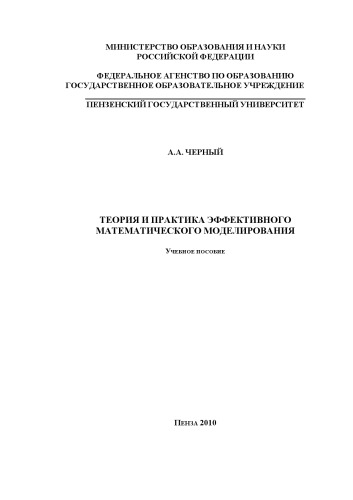 МИНИСТЕРСТВО ОБРАЗОВАНИЯ И НАУКИ
РОССИЙСКОЙ ФЕДЕРАЦИИ
ФЕДЕРАЛЬНОЕ АГЕНСТВО ПО ОБРАЗОВАНИЮ
ГОСУДАРСТВЕННОЕ ОБРАЗОВАТЕЛЬНОЕ УЧРЕЖДЕНИЕ
ПЕНЗЕНСКИЙ ГОСУДАРСТВЕННЫЙ УНИВЕРСИТЕТ
А.А. ЧЕРНЫЙ
ТЕОРИЯ И ПРАКТИКА ЭФФЕКТИВНОГО
МАТЕМАТИЧЕСКОГО МОДЕЛИРОВАНИЯ
УЧЕБНОЕ ПОСОБИЕ
ПЕНЗА 2010